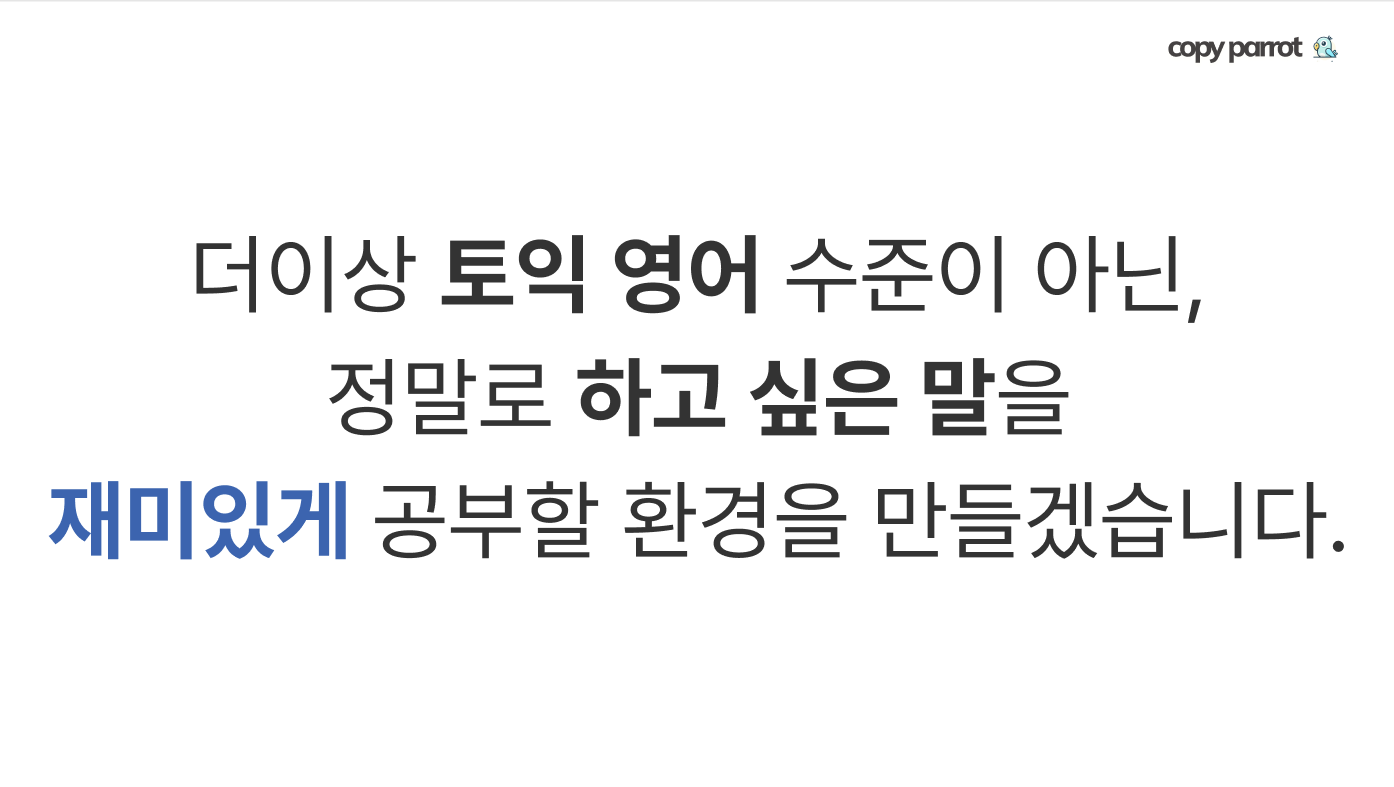 copy parrot
더이상 토익 영어 수준이 아닌,
정말로 하고 싶은 말을
재미있게 공부할 환경을 만들겠습니다.